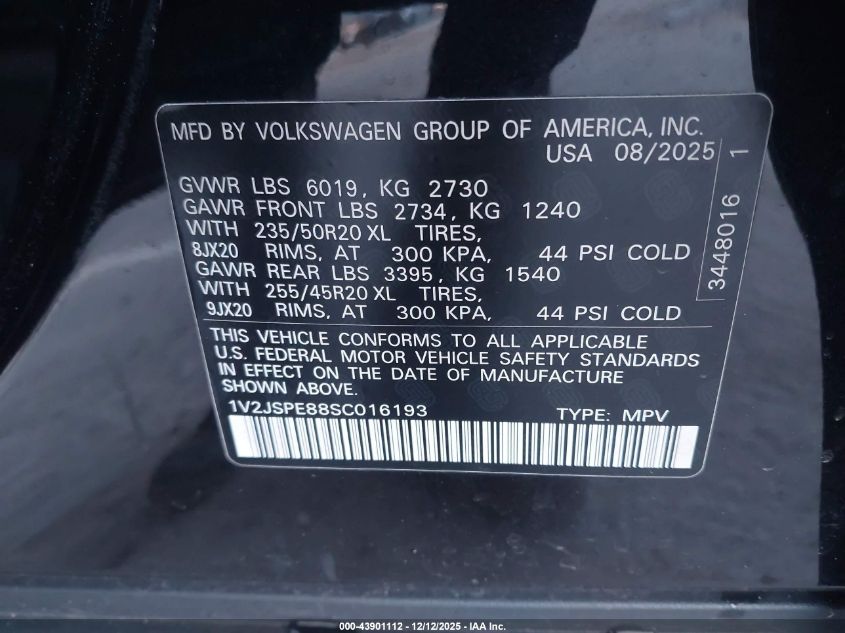 MFD BY VOLKSWAGEN GROUP OF AMERICA, INC.
USA 08/2025
GVWR LBS 6019, KG 2730
GAWR FRONT LBS 2734, KG 1240
WITH 235/50R20 XL TIRES,
8JX20 RIMS, AT 300 KPA, 44 PSI COLD
GAWR REAR LBS 3395, KG 1540
WITH 255/45R20 XL TIRES,
9JX20 RIMS, AT 300 KPA, 44 PSI COLD
THIS VEHICLE CONFORMS TO ALL APPLICABLE
U.S. FEDERAL MOTOR VEHICLE SAFETY STANDARDS
IN EFFECT ON THE DATE OF MANUFACTURE
SHOWN ABOVE.
1V2JSPE88SC016193 TYPE: MPV
3448016 1
000-43901112 - 12/12/2025 - IAA Inc.